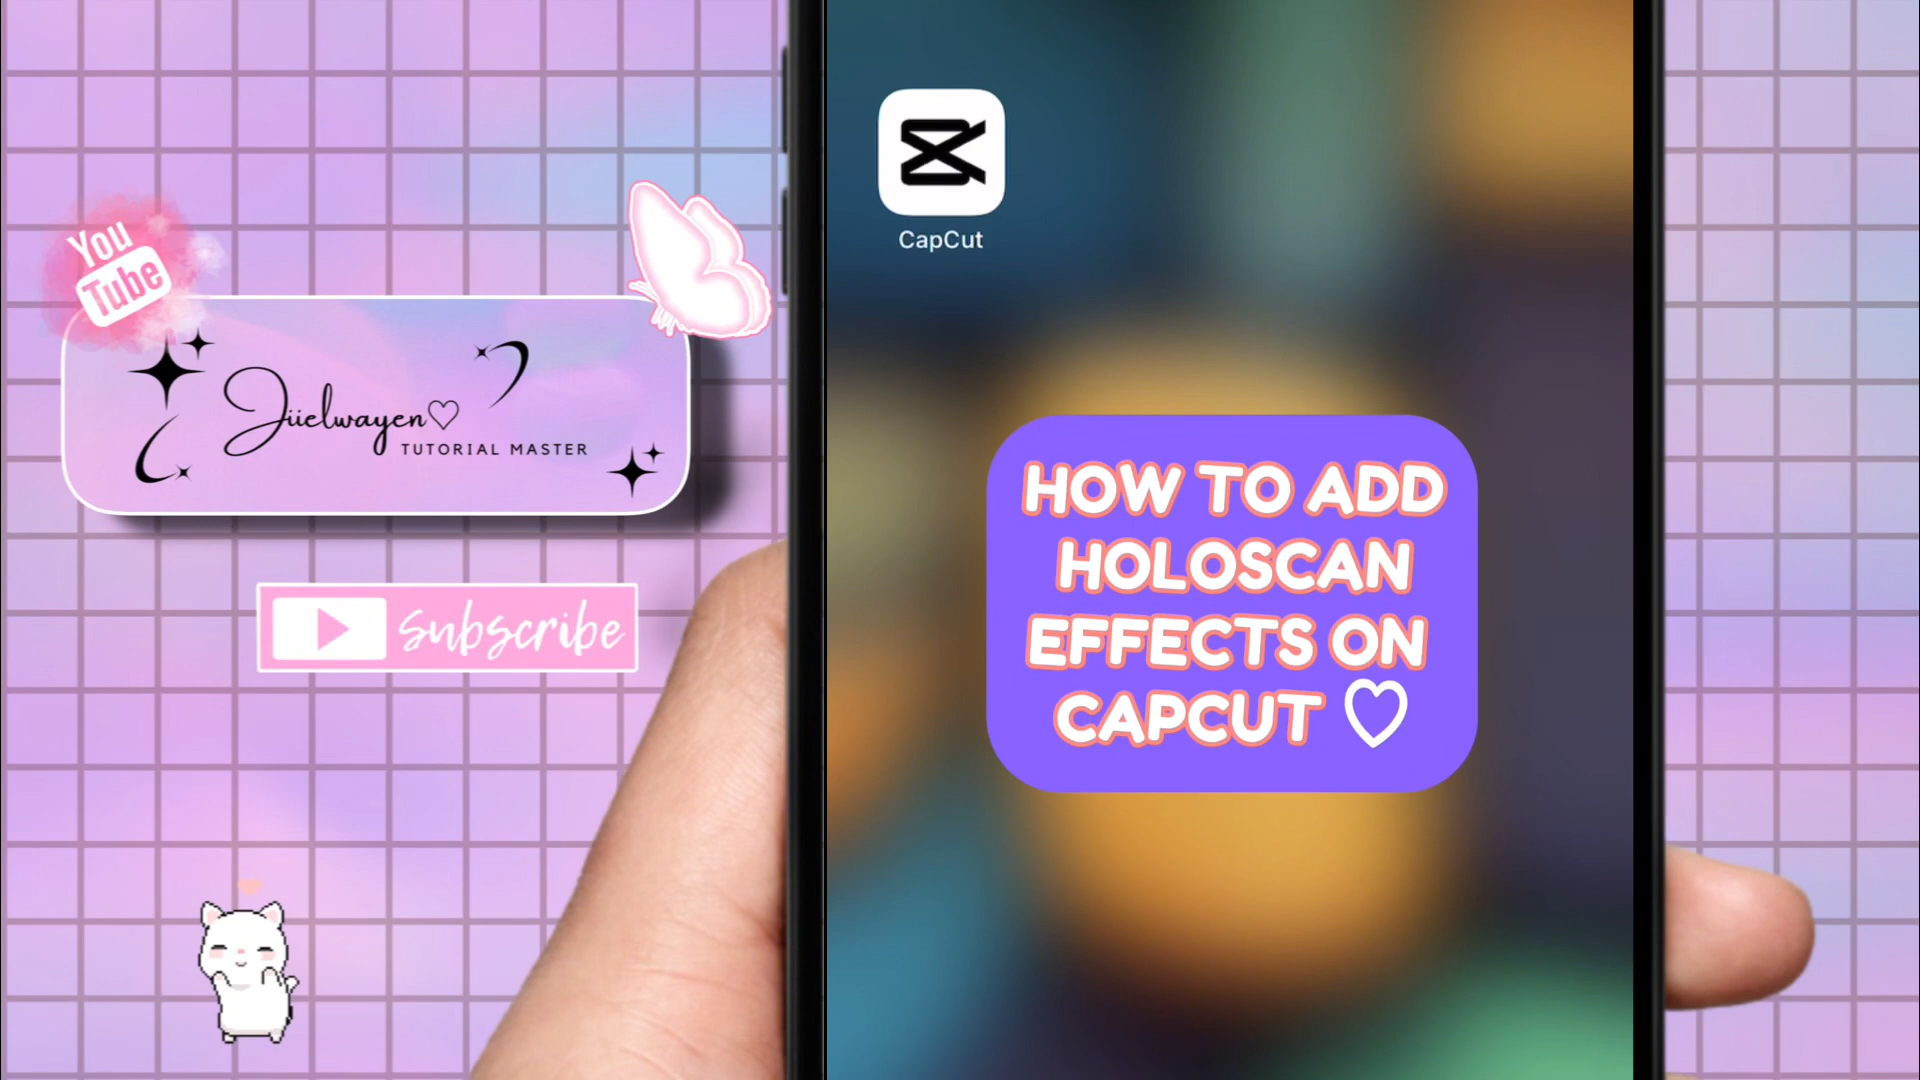 You
Tube
Jiielwayen♡
TUTORIAL MASTER
Subscribe
CapCut
HOW TO ADD
HOLOSCAN
EFFECTS ON
CAPCUT ♡